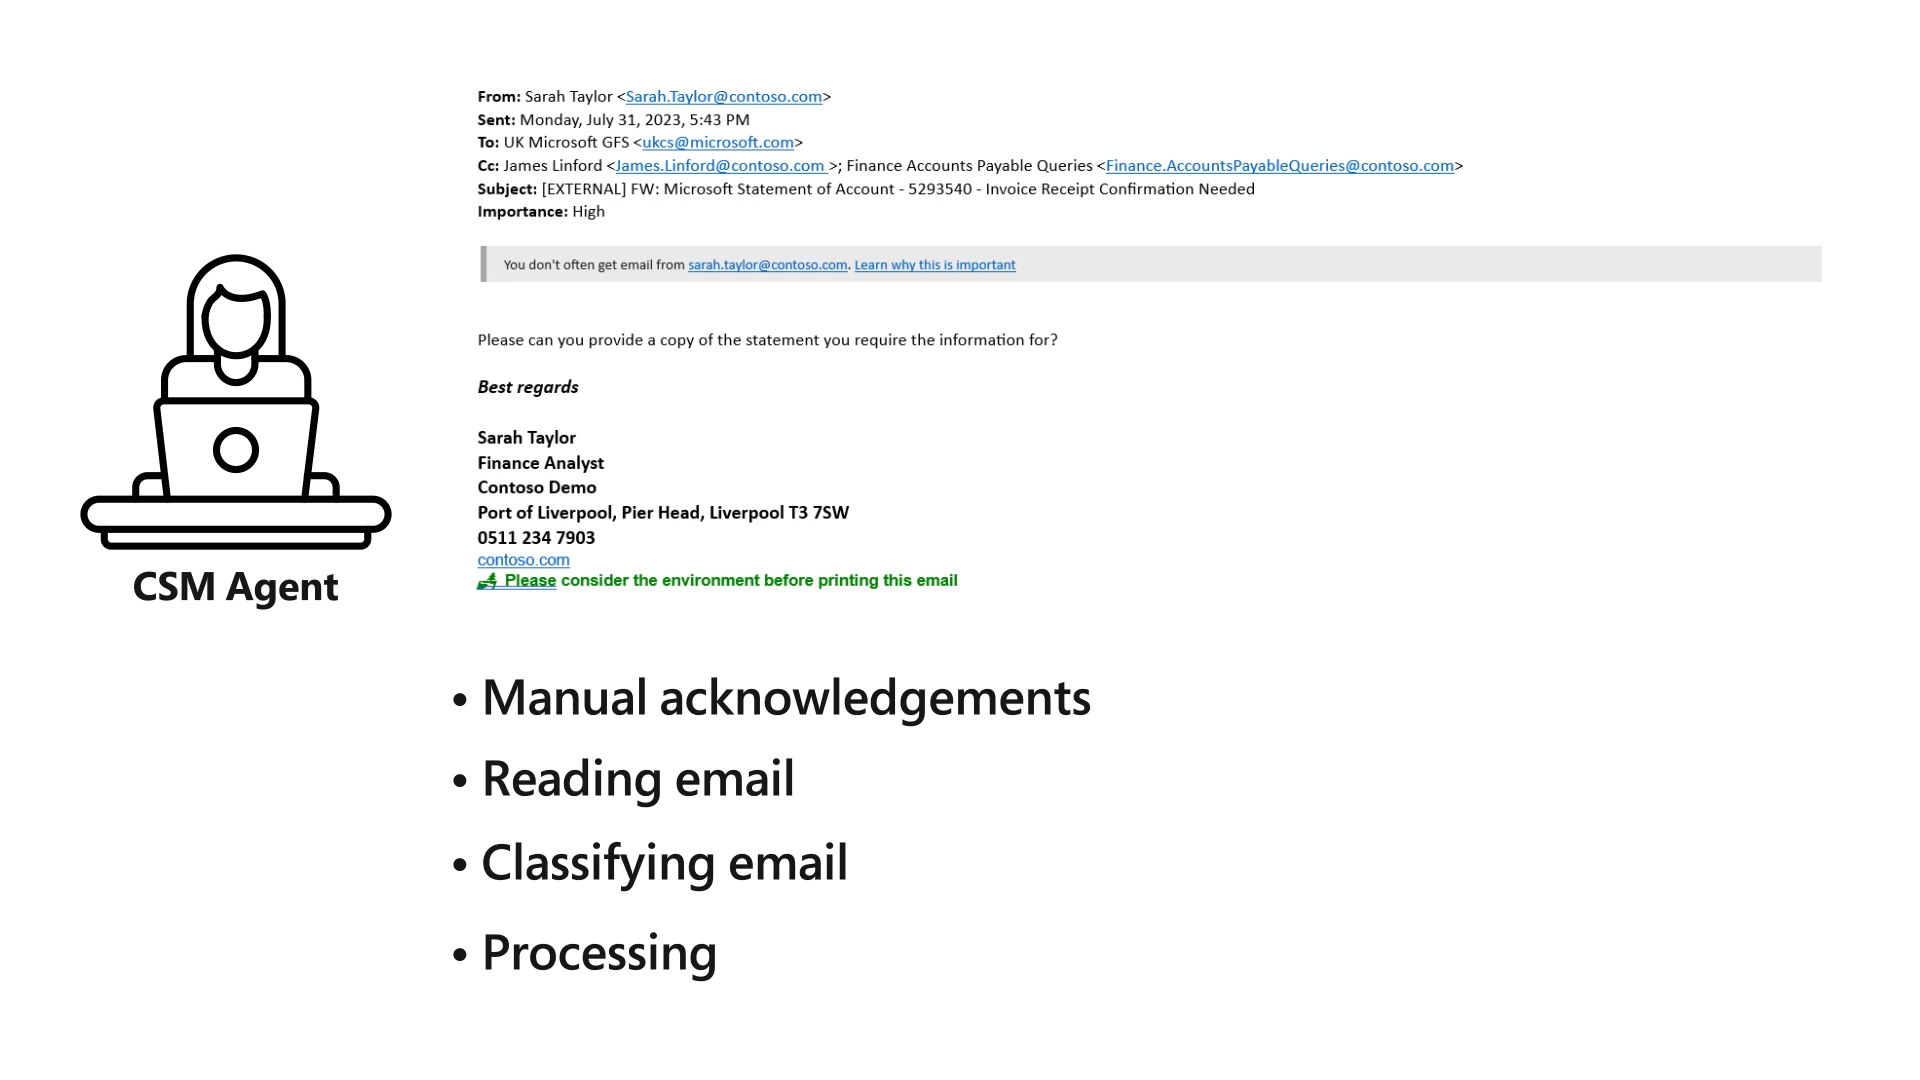 From: Sarah Taylor <Sarah.Taylor@contoso.com>
Sent: Monday, July 31, 2023, 5:43 PM
To: UK Microsoft GFS <ukcs@microsoft.com>
Cc: James Linford <James.Linford@contoso.com >; Finance Accounts Payable Queries <Finance.AccountsPayableQueries@contoso.com>
Subject: [EXTERNAL] FW: Microsoft Statement of Account - 5293540 - Invoice Receipt Confirmation Needed
Importance: High
You don't often get email from sarah.taylor@contoso.com. Learn why this is important
Please can you provide a copy of the statement you require the information for?
Best regards
Sarah Taylor
Finance Analyst
Contoso Demo
Port of Liverpool, Pier Head, Liverpool T3 7SW
0511 234 7903
contoso.com
Please consider the environment before printing this email
CSM Agent
• Manual acknowledgements
• Reading email
• Classifying email
• Processing